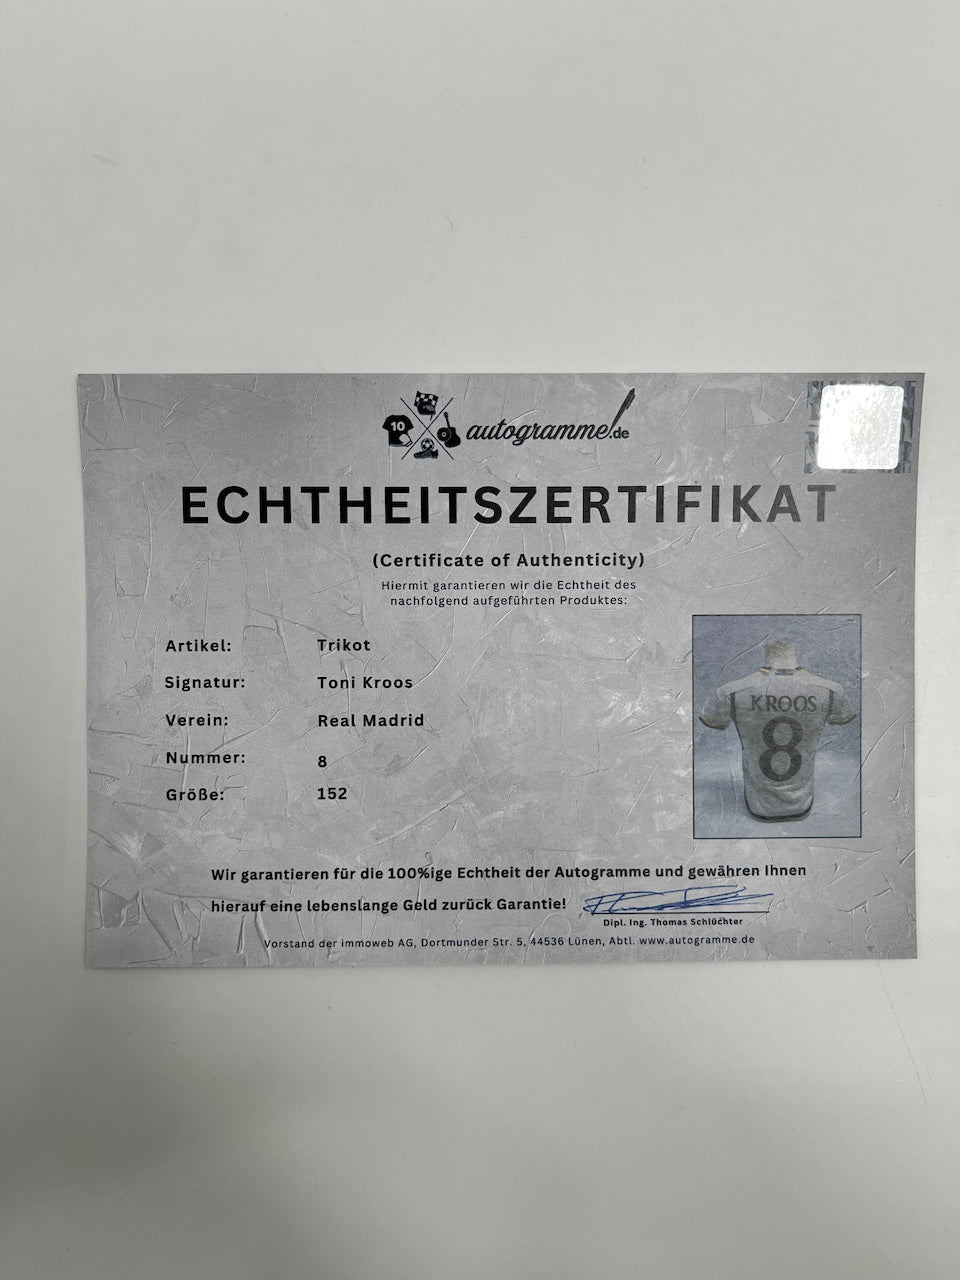 10
autogramme.de
ECHTHEITSZERTIFIKAT
(Certificate of Authenticity)
Hiermit garantieren wir die Echtheit des
nachfolgend aufgeführten Produktes:
Artikel: Trikot
Signatur: Toni Kroos
Verein: Real Madrid
Nummer: 8
Größe: 152
KROOS
8
Wir garantieren für die 100%ige Echtheit der Autogramme und gewähren Ihnen
hierauf eine lebenslange Geld zurück Garantie!
Dipl. Ing. Thomas Schlüchter
Vorstand der immoweb AG, Dortmunder Str. 5, 44536 Lünen, Abtl. www.autogramme.de